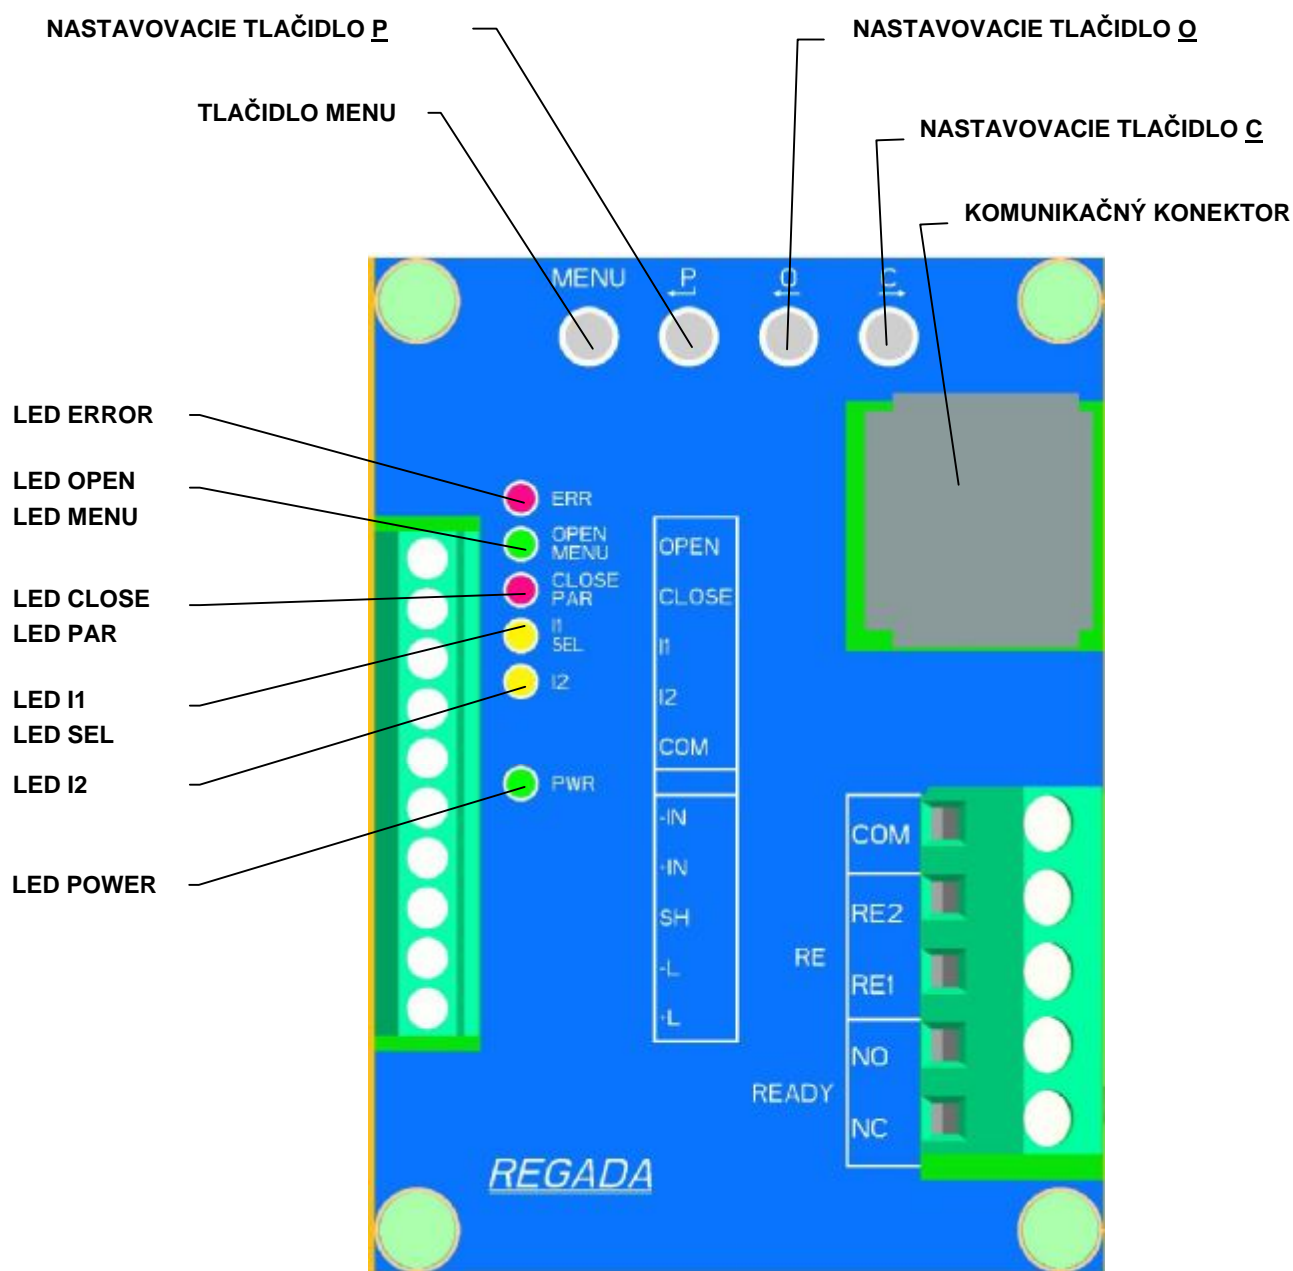 NASTAVOVACIE TLAČIDLO P
NASTAVOVACIE TLAČIDLO O
TLAČIDLO MENU
NASTAVOVACIE TLAČIDLO C
KOMUNIKAČNÝ KONEKTOR
MENU
P
O
C
LED ERROR
LED OPEN
LED MENU
LED CLOSE
LED PAR
LED I1
LED SEL
LED I2
LED POWER
ERR
OPEN
MENU
CLOSE
PAR
I1
SEL
I2
PWR
OPEN
CLOSE
I1
I2
COM
-IN
SH
-L
COM
RE2
RE
RE1
NO
READY
NC
REGADA